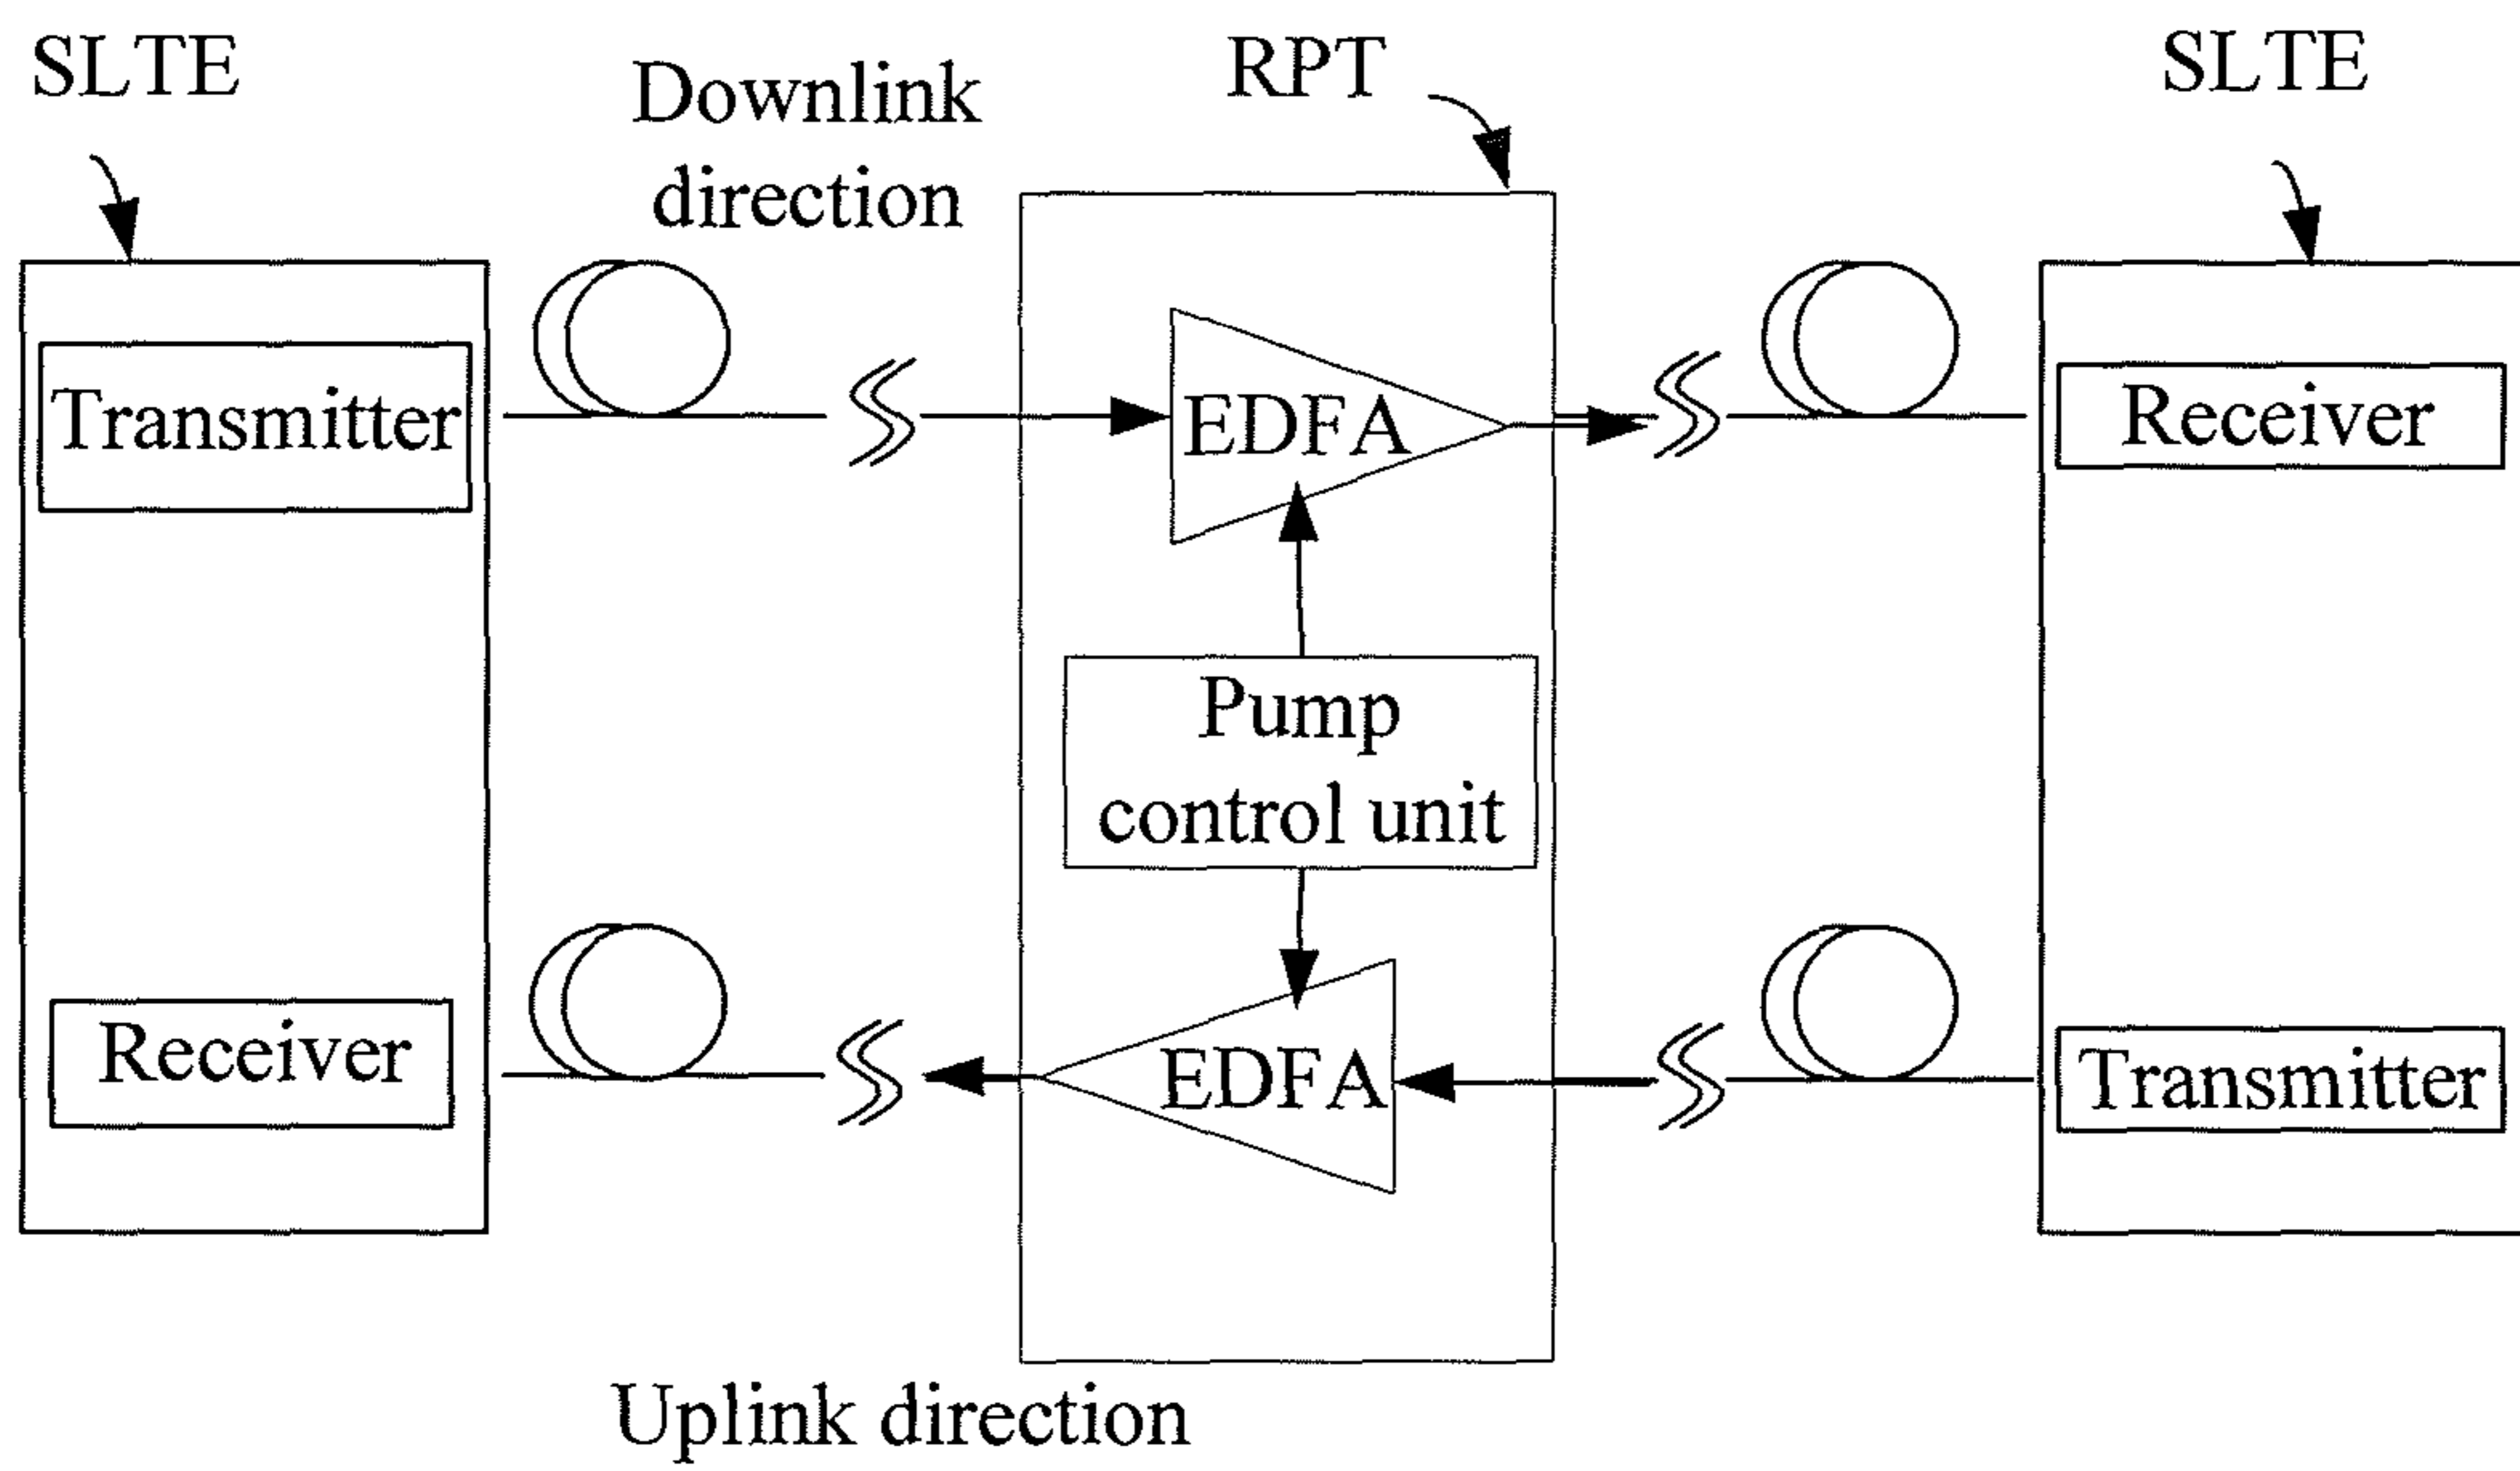 SLTE
Downlink
direction
RPT
SLTE
Transmitter
EDFA
Receiver
Pump
control unit
Receiver
EDFA
Transmitter
Uplink direction